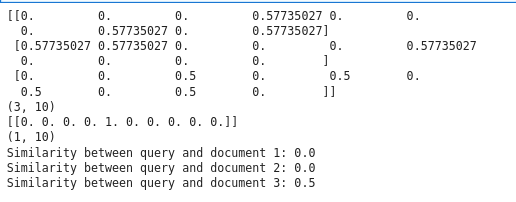 [[0. 0. 0. 0.57735027 0. 0.
0. 0.57735027 0. 0.57735027]
[0.57735027 0.57735027 0. 0. 0. 0.57735027
0. 0. 0. 0. ]
[0. 0. 0.5 0. 0.5 0.
0.5 0. 0.5 0. ]]
(3, 10)
[[0. 0. 0. 0. 1. 0. 0. 0. 0. 0.]]
(1, 10)
Similarity between query and document 1: 0.0
Similarity between query and document 2: 0.0
Similarity between query and document 3: 0.5